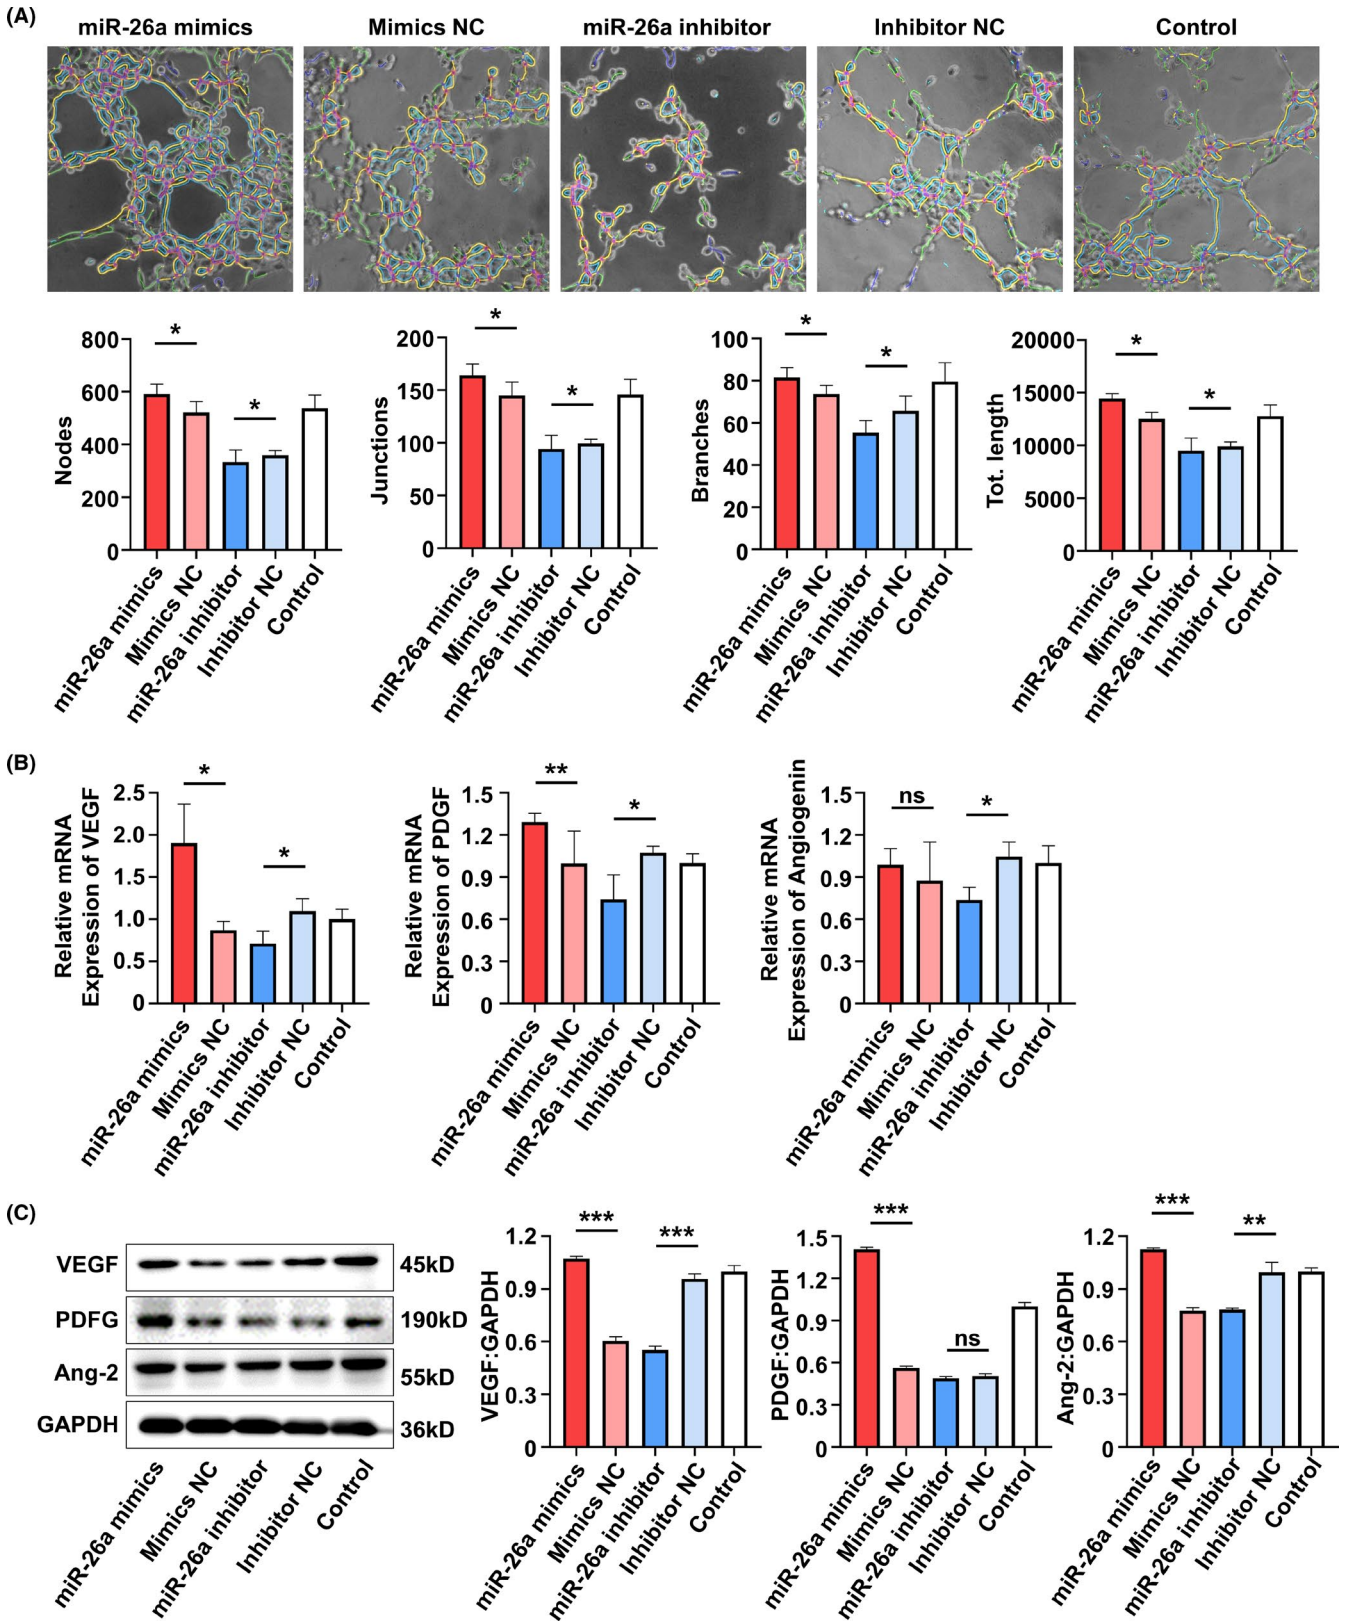 (A)
miR-26a mimics
Mimics NC
miR-26a inhibitor
Inhibitor NC
Control
Nodes
800
600
400
200
0
*
*
miR-26a mimics
Mimics NC
miR-26a inhibitor
Inhibitor NC
Control
Junctions
200
150
100
50
0
*
*
miR-26a mimics
Mimics NC
miR-26a inhibitor
Inhibitor NC
Control
Branches
100
80
60
40
20
0
*
*
miR-26a mimics
Mimics NC
miR-26a inhibitor
Inhibitor NC
Control
Tot. length
20000
15000
10000
5000
0
*
*
miR-26a mimics
Mimics NC
miR-26a inhibitor
Inhibitor NC
Control
(B)
Relative mRNA
Expression of VEGF
2.5
2.0
1.5
1.0
0.5
0
*
*
miR-26a mimics
Mimics NC
miR-26a inhibitor
Inhibitor NC
Control
Relative mRNA
Expression of PDGF
1.5
1.2
0.9
0.6
0.3
0
**
*
miR-26a mimics
Mimics NC
miR-26a inhibitor
Inhibitor NC
Control
Relative mRNA
Expression of Angiogenin
1.5
1.2
0.9
0.6
0.3
0
ns
*
miR-26a mimics
Mimics NC
miR-26a inhibitor
Inhibitor NC
Control
(C)
VEGF 45kD
PDFG 190kD
Ang-2 55kD
GAPDH 36kD
miR-26a mimics
Mimics NC
miR-26a inhibitor
Inhibitor NC
Control
VEGF:GAPDH
1.2
0.9
0.6
0.3
0
***
***
miR-26a mimics
Mimics NC
miR-26a inhibitor
Inhibitor NC
Control
PDGF:GAPDH
1.5
1.2
0.9
0.6
0.3
0
***
ns
miR-26a mimics
Mimics NC
miR-26a inhibitor
Inhibitor NC
Control
Ang-2:GAPDH
1.2
0.9
0.6
0.3
0
***
**
miR-26a mimics
Mimics NC
miR-26a inhibitor
Inhibitor NC
Control